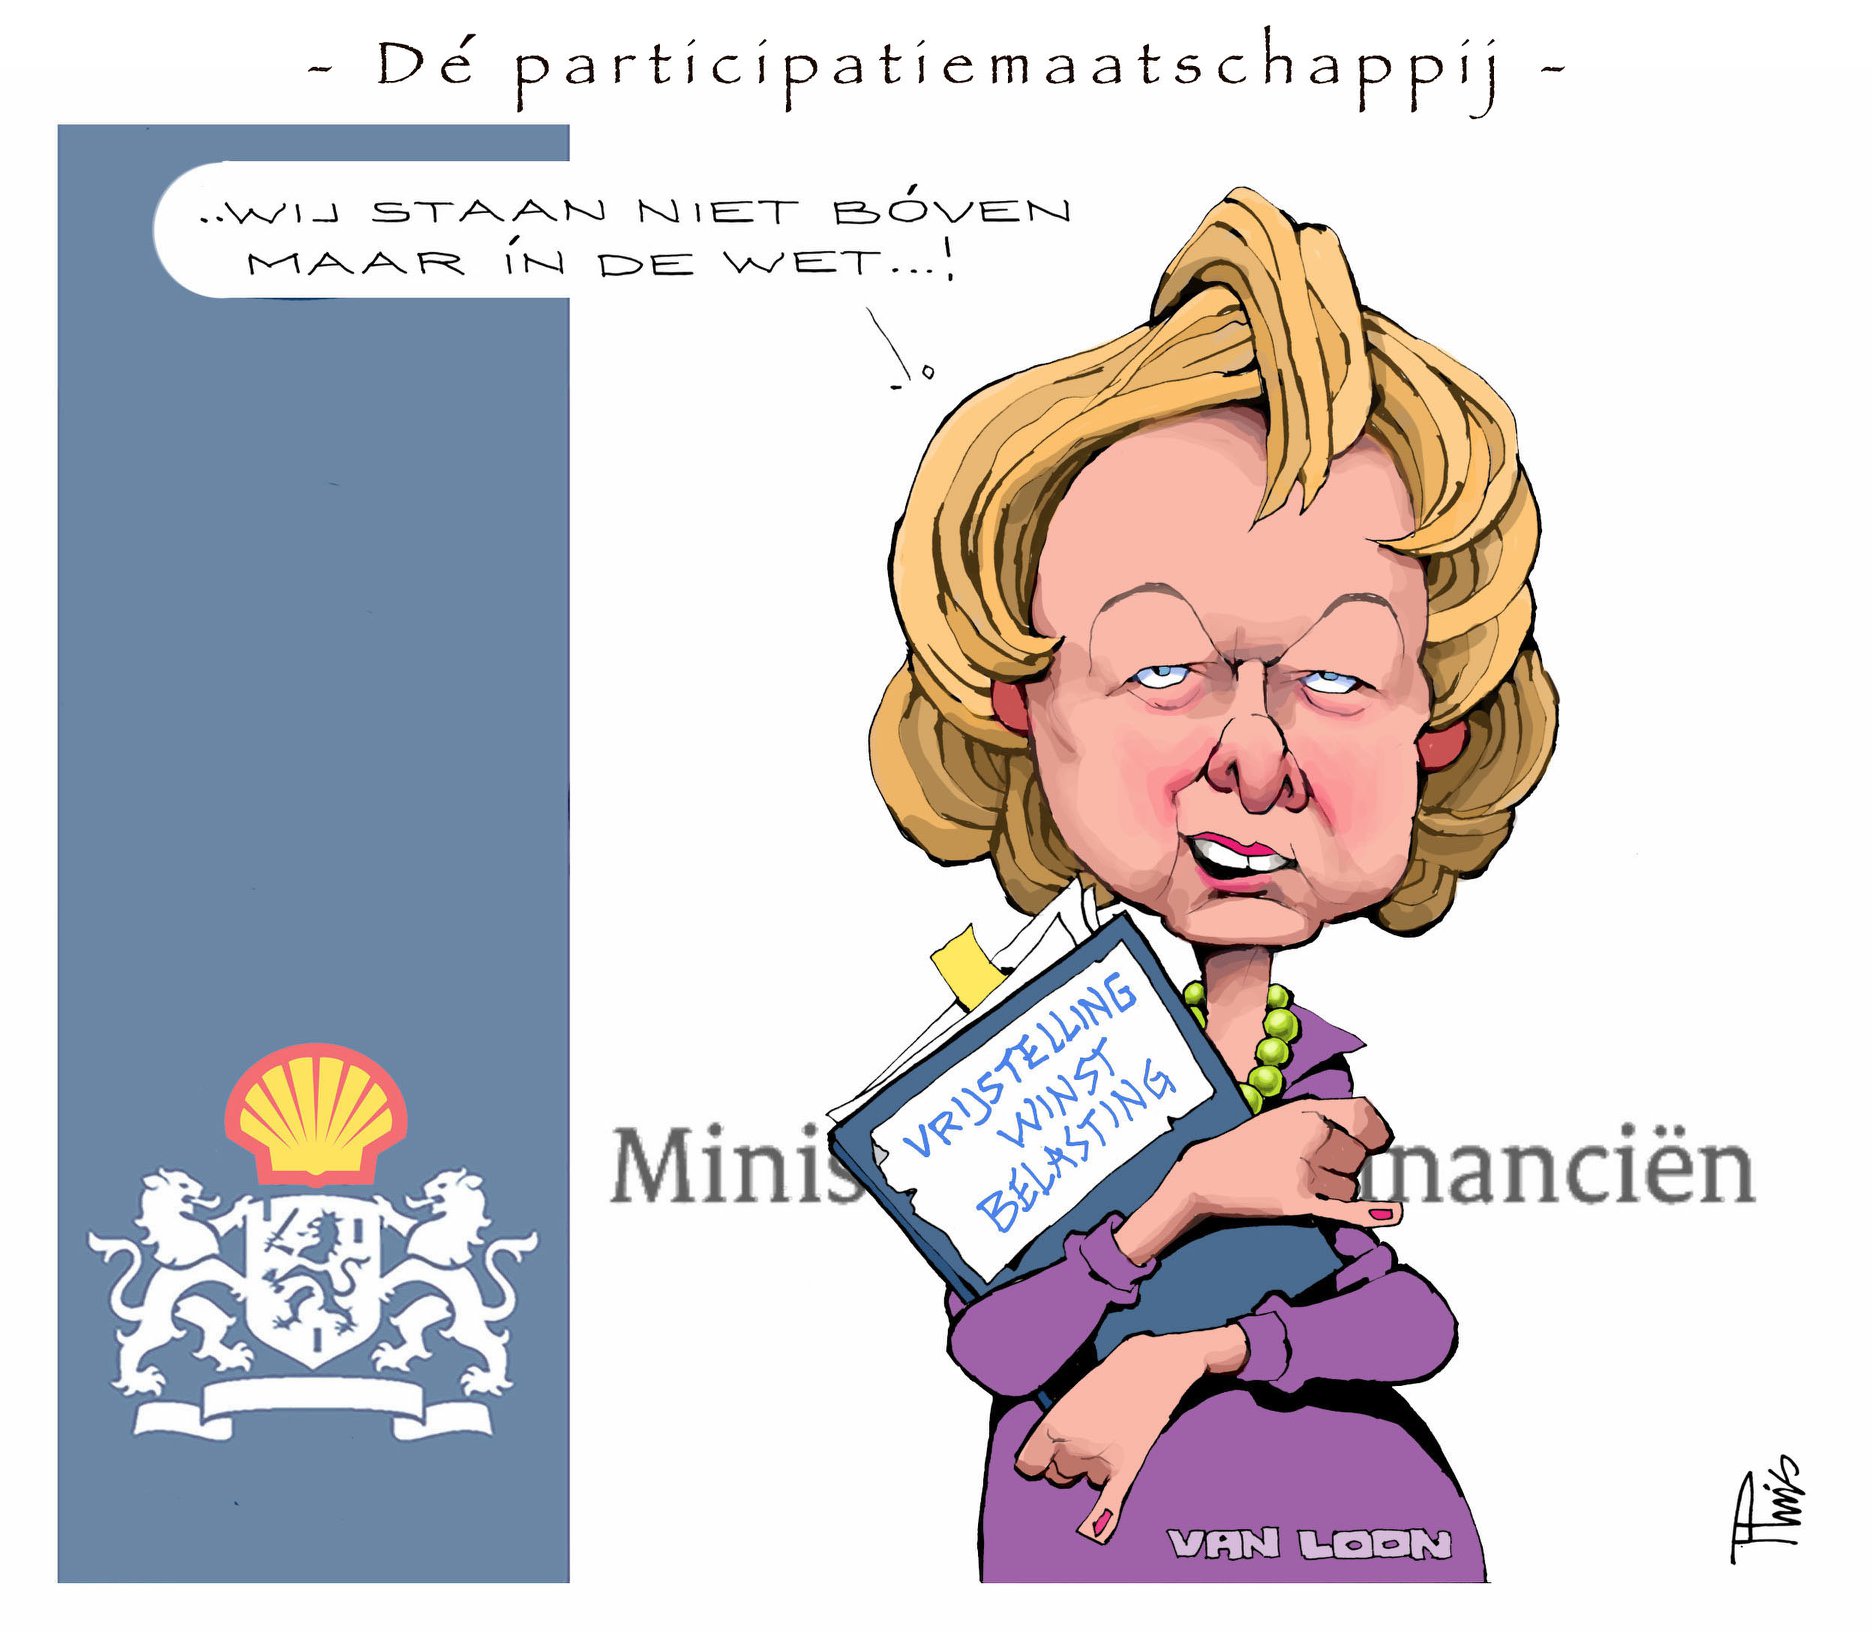 - Dé participatiemaatschappij -
..WIJ STAAN NIET BÓVEN
MAAR ÍN DE WET...!
VRIJSTELLING
WINST
BELASTING
Minis nanciën
VAN LOON